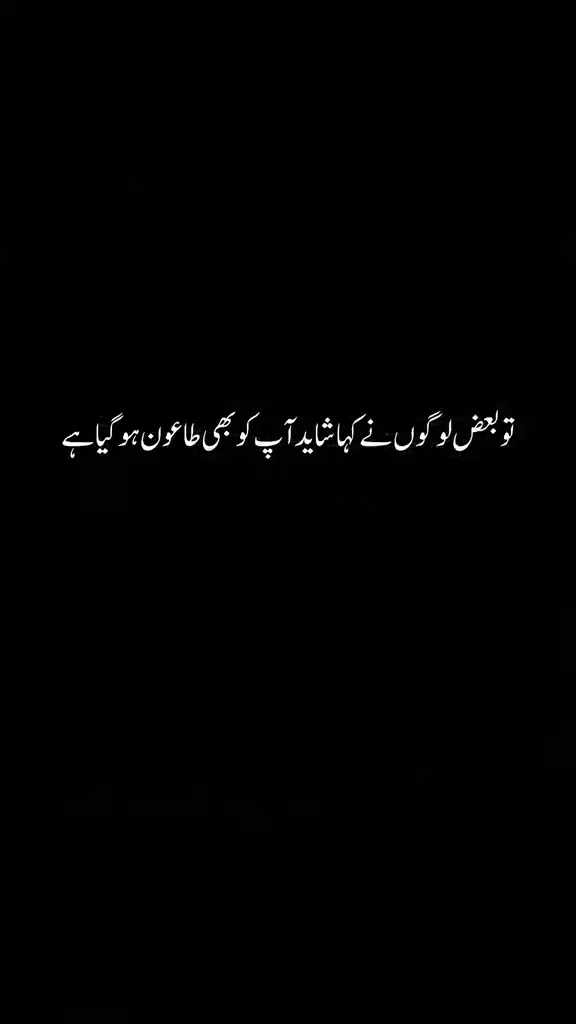 تو بعض لوگوں نے کہا شاید آپ کو بھی طاعون ہو گیا ہے